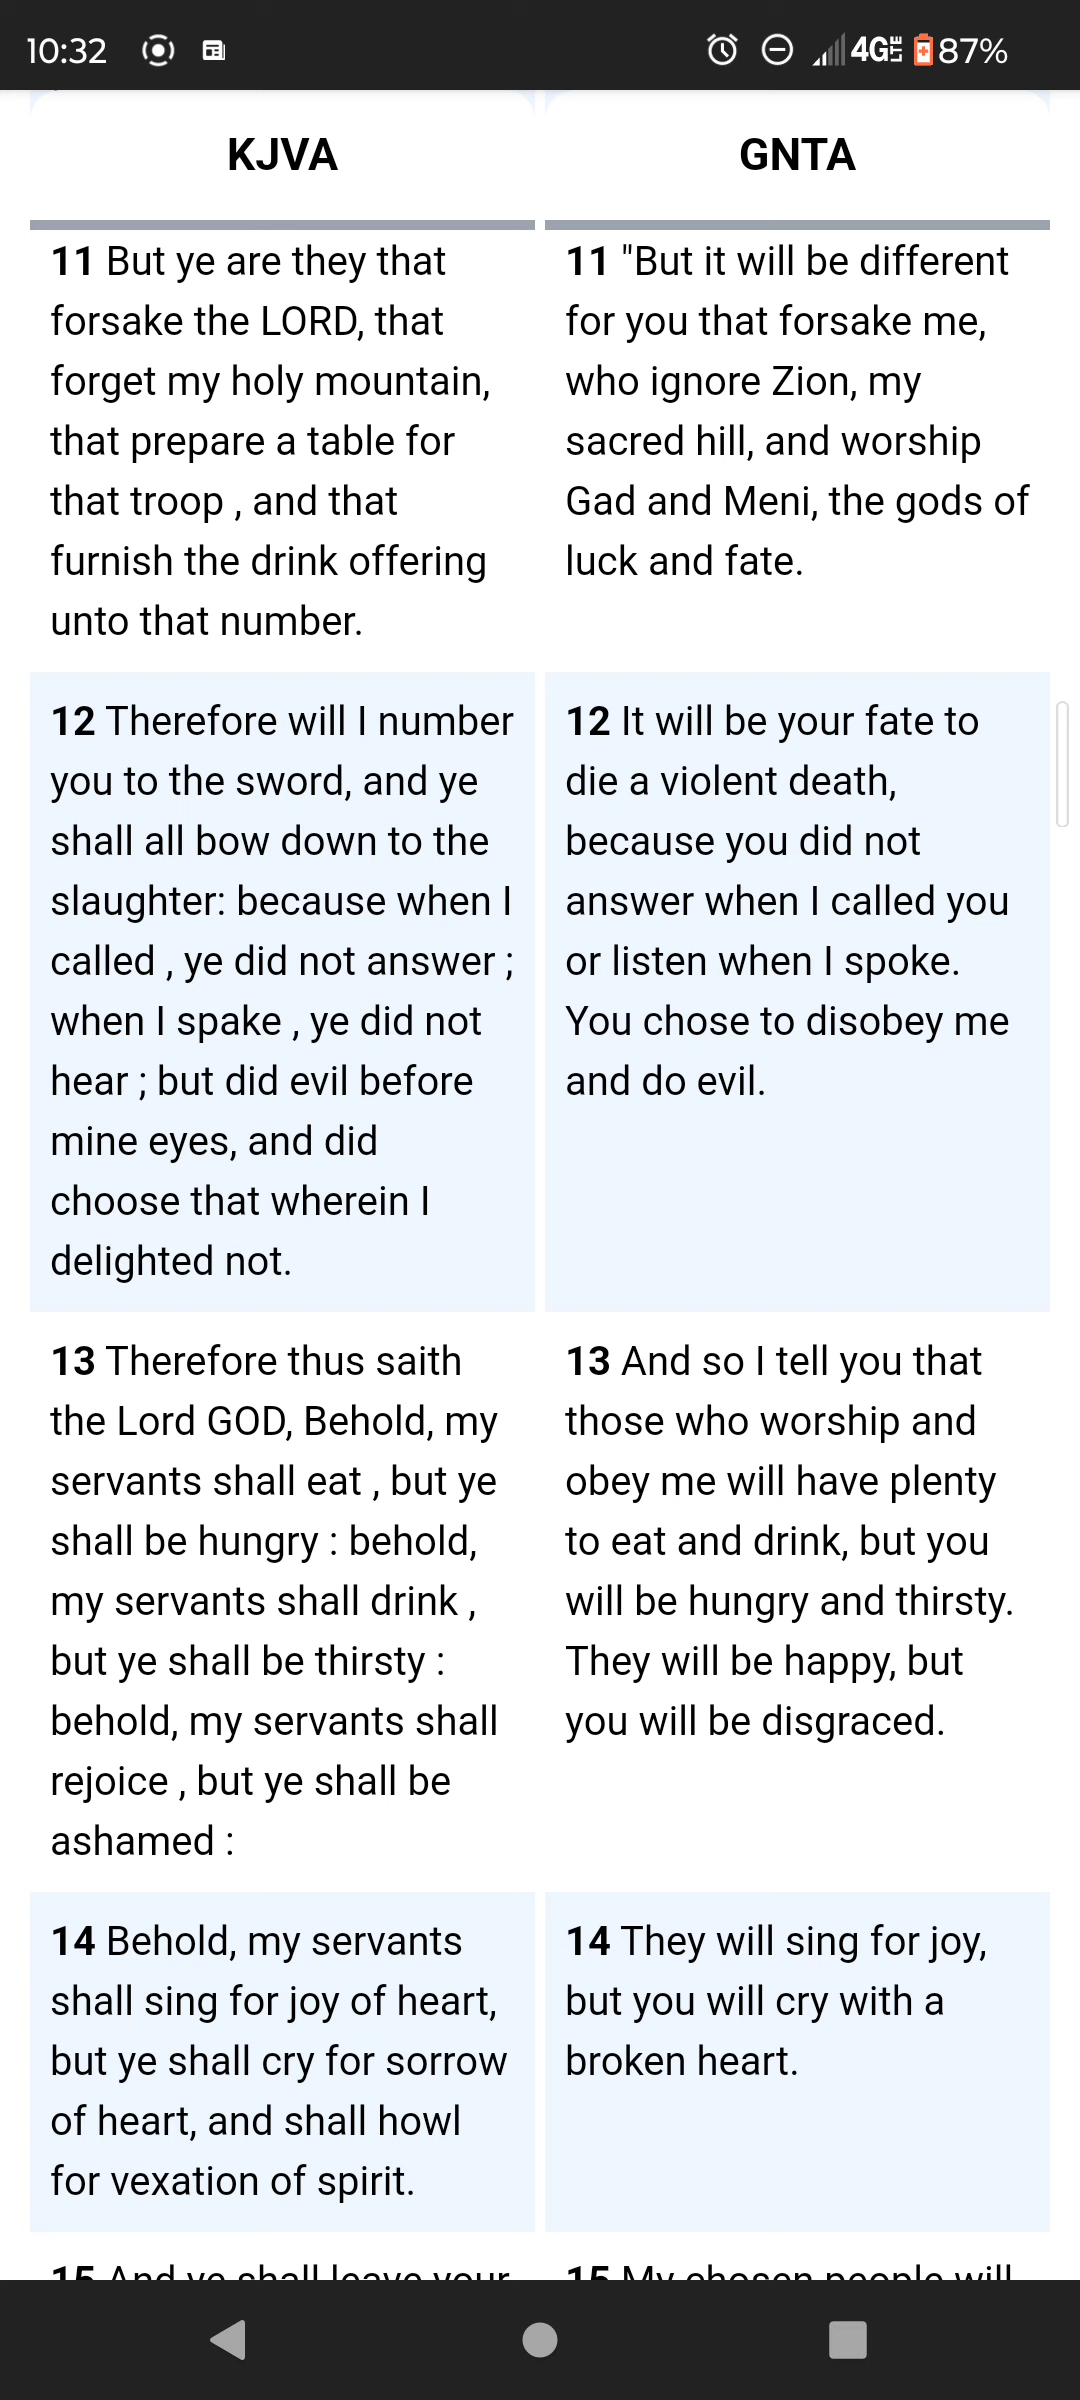 10:32
4G LTE 87%
KJVA
11 But ye are they that
forsake the LORD, that
forget my holy mountain,
that prepare a table for
that troop , and that
furnish the drink offering
unto that number.
12 Therefore will I number
you to the sword, and ye
shall all bow down to the
slaughter: because when I
called , ye did not answer ;
when I spake , ye did not
hear ; but did evil before
mine eyes, and did
choose that wherein I
delighted not.
13 Therefore thus saith
the Lord GOD, Behold, my
servants shall eat , but ye
shall be hungry : behold,
my servants shall drink ,
but ye shall be thirsty :
behold, my servants shall
rejoice , but ye shall be
ashamed :
14 Behold, my servants
shall sing for joy of heart,
but ye shall cry for sorrow
of heart, and shall howl
for vexation of spirit.
15 And ye shall leave your
GNTA
11 "But it will be different
for you that forsake me,
who ignore Zion, my
sacred hill, and worship
Gad and Meni, the gods of
luck and fate.
12 It will be your fate to
die a violent death,
because you did not
answer when I called you
or listen when I spoke.
You chose to disobey me
and do evil.
13 And so I tell you that
those who worship and
obey me will have plenty
to eat and drink, but you
will be hungry and thirsty.
They will be happy, but
you will be disgraced.
14 They will sing for joy,
but you will cry with a
broken heart.
15 My chosen people will